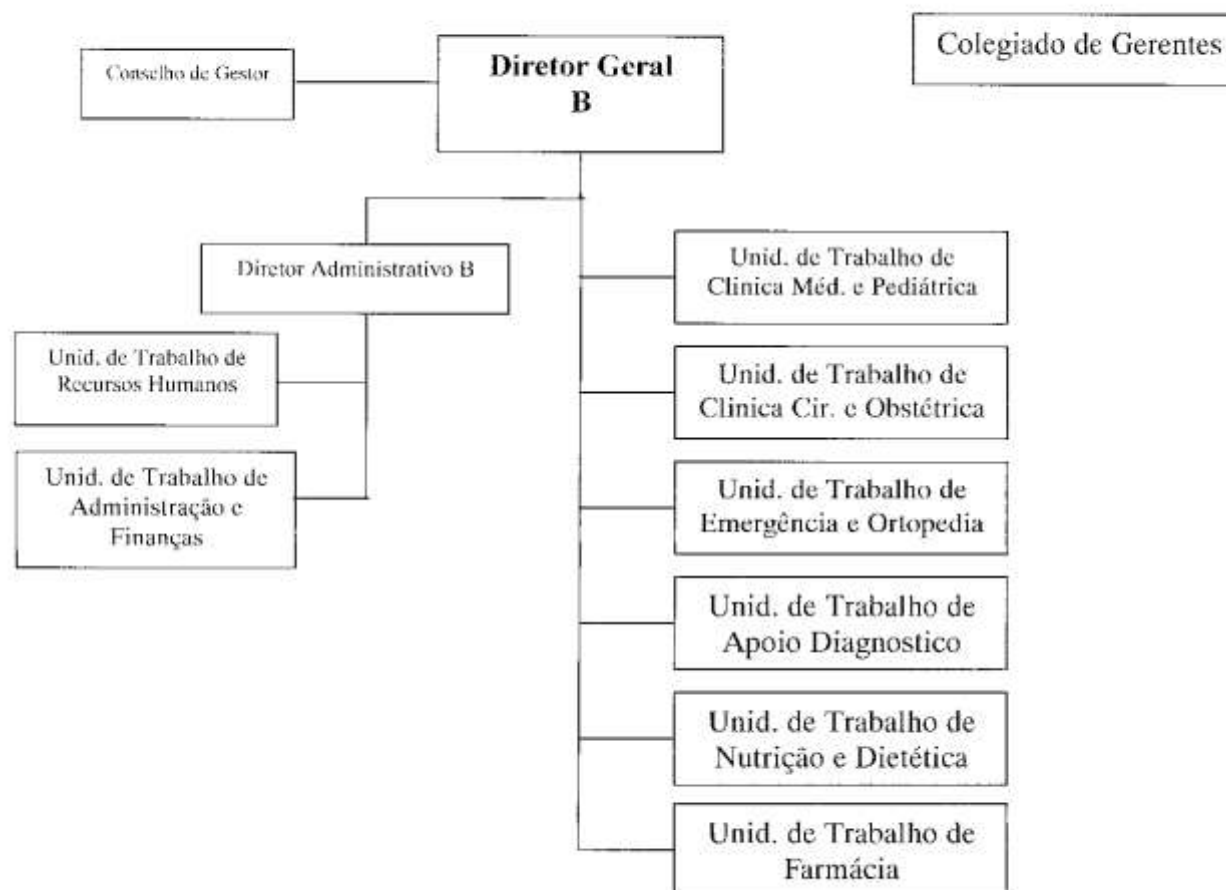 Conselho de Gestor
Diretor Geral
B
Colegiado de Gerentes
Diretor Administrativo B
Unid. de Trabalho de
Recursos Humanos
Unid. de Trabalho de
Administração e
Finanças
Unid. de Trabalho de
Clinica Méd. e Pediátrica
Unid. de Trabalho de
Clinica Cir. e Obstétrica
Unid. de Trabalho de
Emergência e Ortopedia
Unid. de Trabalho de
Apoio Diagnostico
Unid. de Trabalho de
Nutrição e Dietética
Unid. de Trabalho de
Farmácia